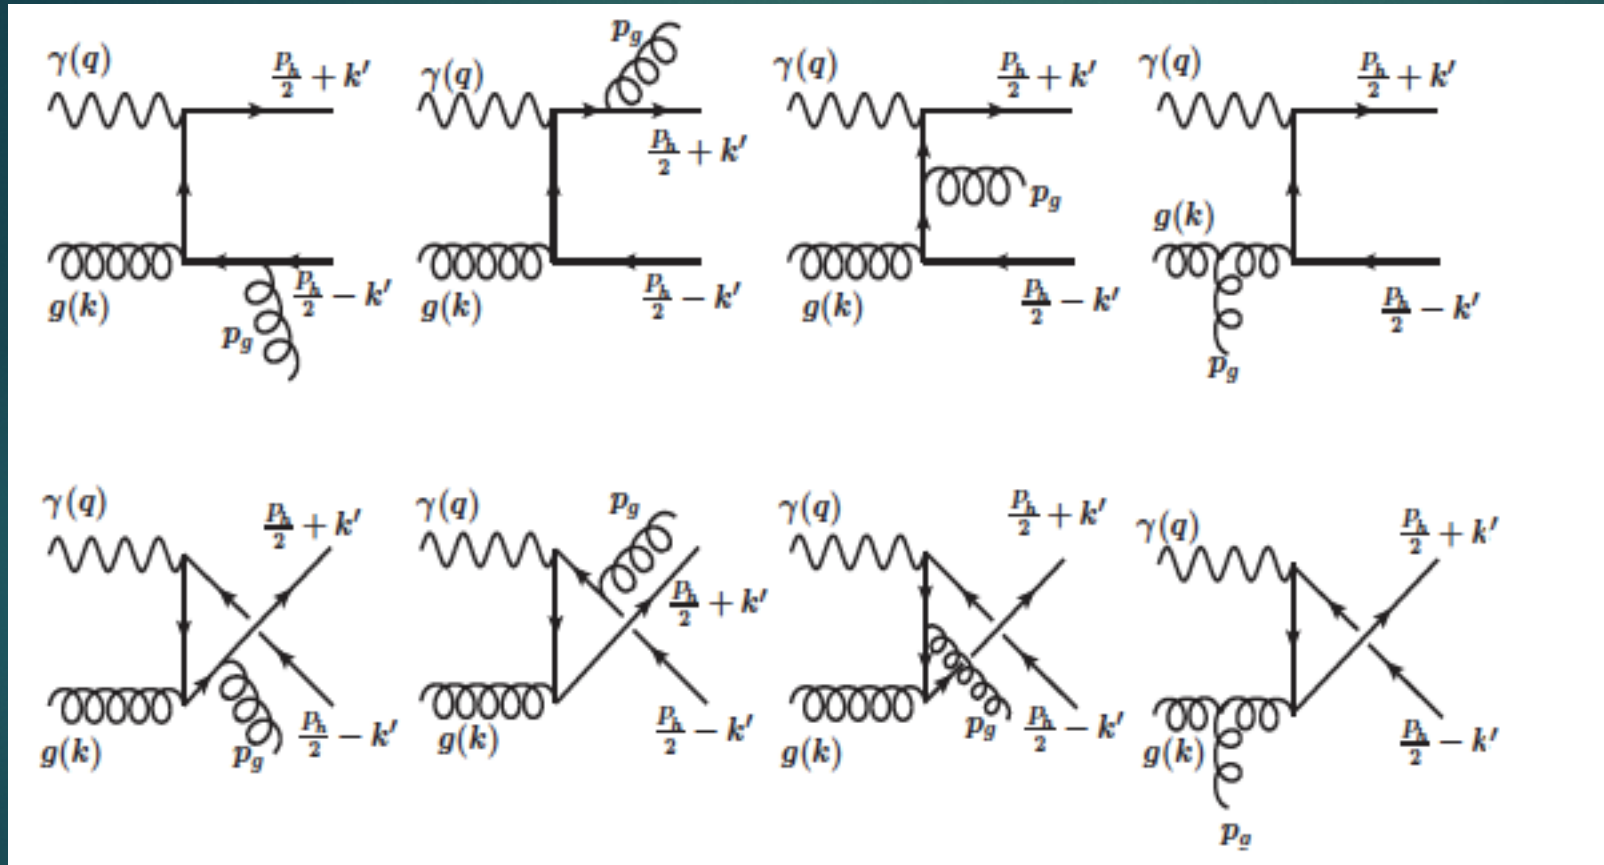 γ(q)
P_h/2 + k′
g(k)
p_g
P_h/2 − k′
γ(q)
p_g
P_h/2 + k′
g(k)
P_h/2 − k′
γ(q)
P_h/2 + k′
p_g
g(k)
P_h/2 − k′
γ(q)
P_h/2 + k′
g(k)
P_h/2 − k′
p_g
γ(q)
P_h/2 + k′
g(k)
p_g
P_h/2 − k′
γ(q)
p_g
P_h/2 + k′
g(k)
P_h/2 − k′
γ(q)
P_h/2 + k′
g(k)
p_g
P_h/2 − k′
γ(q)
P_h/2 + k′
g(k)
P_h/2 − k′
p_g